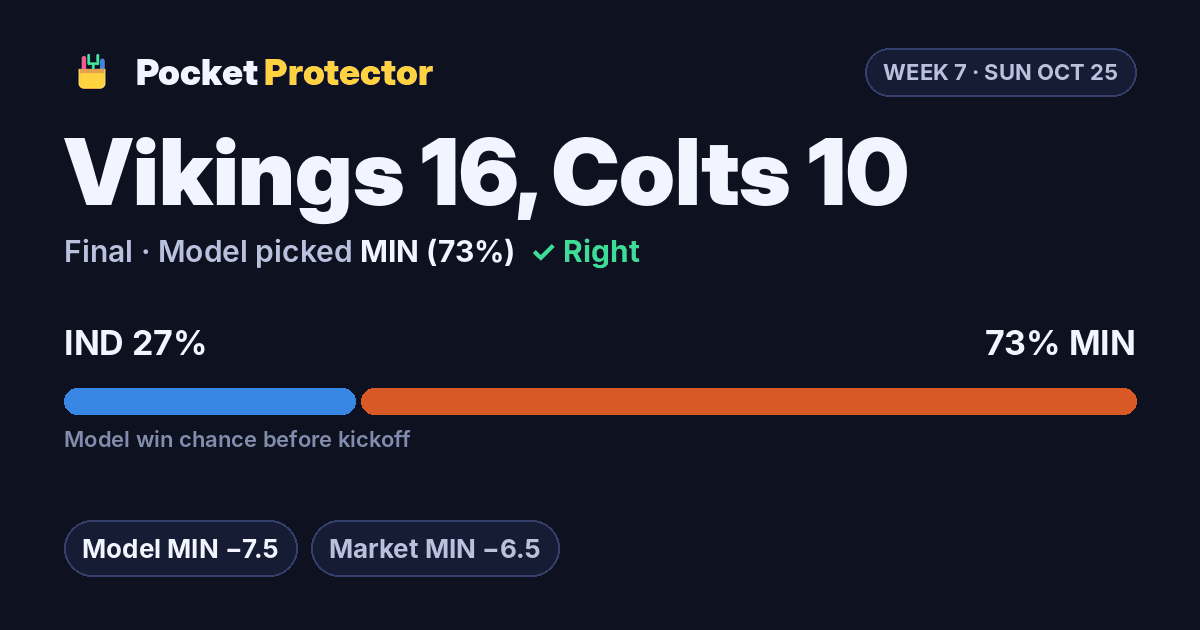 Pocket Protector
WEEK 7 · SUN OCT 25
Vikings 16, Colts 10
Final · Model picked MIN (73%) ✓ Right
IND 27%
73% MIN
Model win chance before kickoff
Model MIN −7.5
Market MIN −6.5